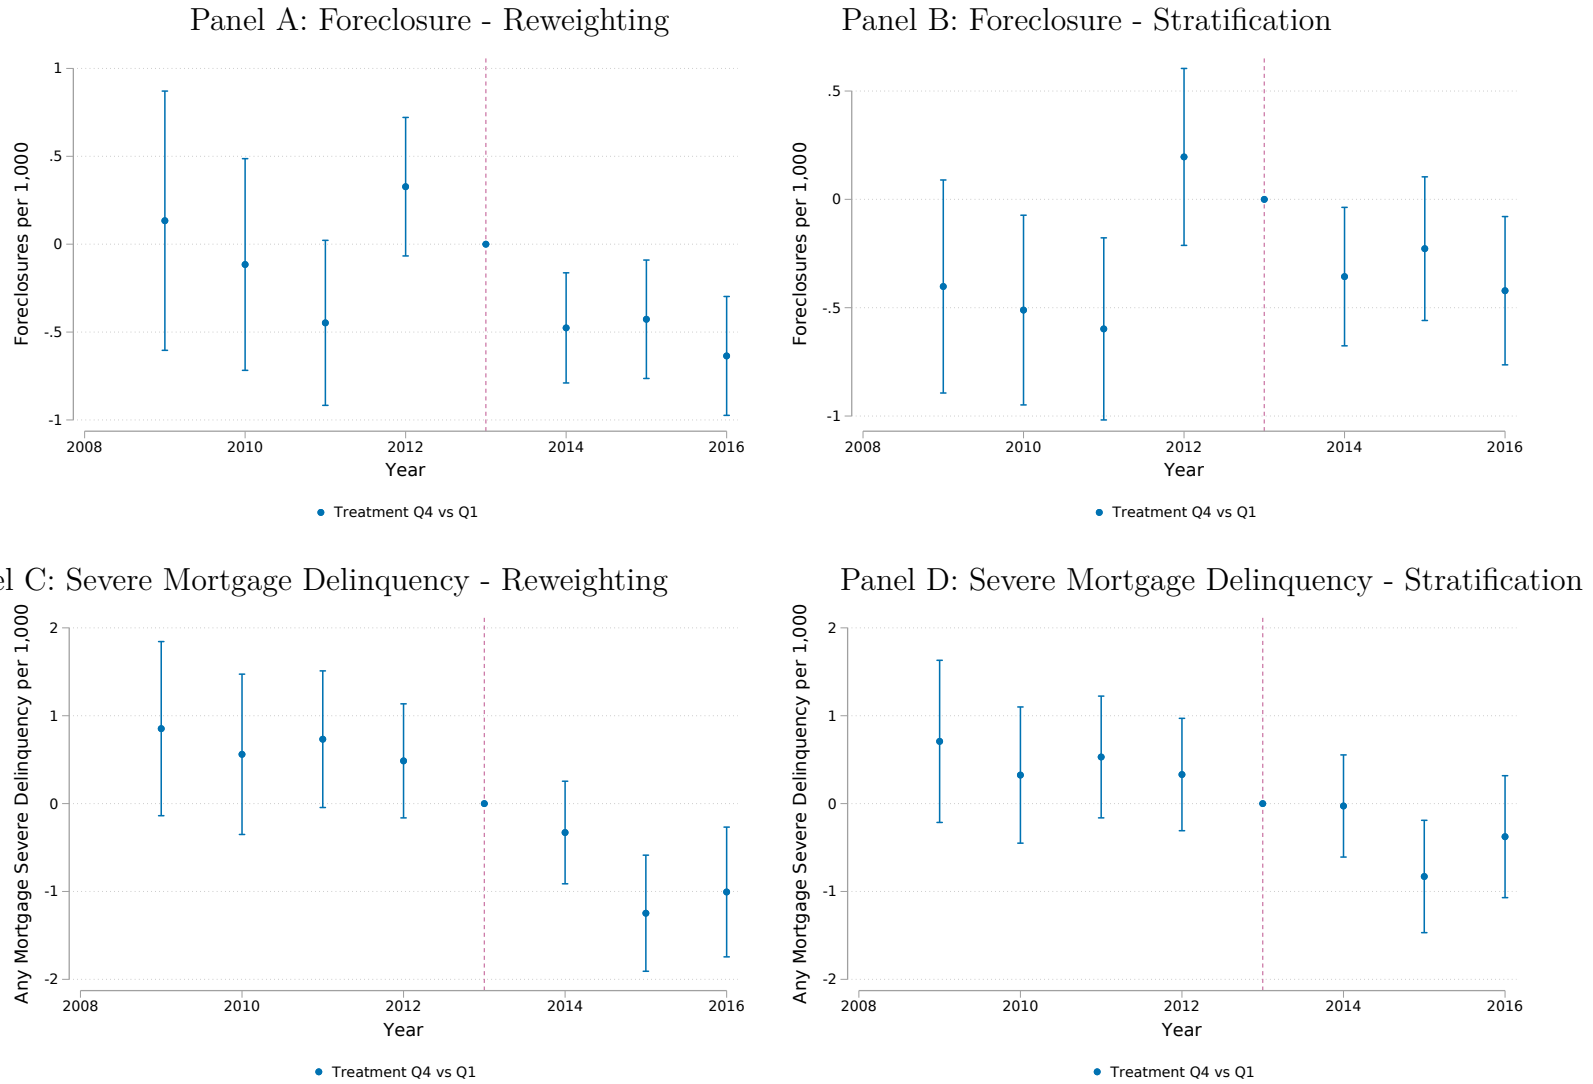 Panel A: Foreclosure - Reweighting
Foreclosures per 1,000
1
.5
0
-.5
-1
2008 2010 2012 2014 2016
Year
Treatment Q4 vs Q1
Panel B: Foreclosure - Stratification
Foreclosures per 1,000
.5
0
-.5
-1
2008 2010 2012 2014 2016
Year
Treatment Q4 vs Q1
el C: Severe Mortgage Delinquency - Reweighting
Any Mortgage Severe Delinquency per 1,000
2
1
0
-1
-2
2008 2010 2012 2014 2016
Year
Treatment Q4 vs Q1
Panel D: Severe Mortgage Delinquency - Stratification
Any Mortgage Severe Delinquency per 1,000
2
1
0
-1
-2
2008 2010 2012 2014 2016
Year
Treatment Q4 vs Q1